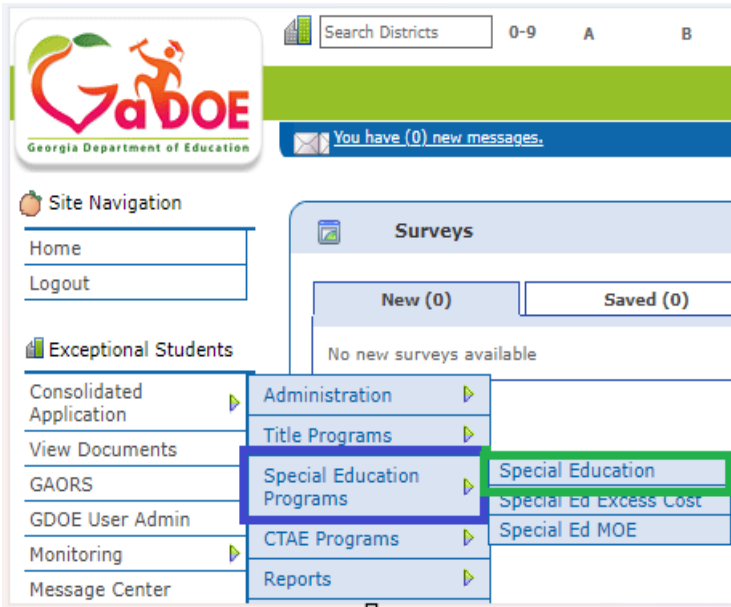 Search Districts 0-9 A B
GaDOE
Georgia Department of Education
You have (0) new messages.
Site Navigation
Home
Logout
Surveys
New (0) Saved (0)
No new surveys available
Exceptional Students
Consolidated
Application
View Documents
GAORS
GDOE User Admin
Monitoring
Message Center
Administration
Title Programs
Special Education
Programs
CTAE Programs
Reports
Special Education
Special Ed Excess Cost
Special Ed MOE